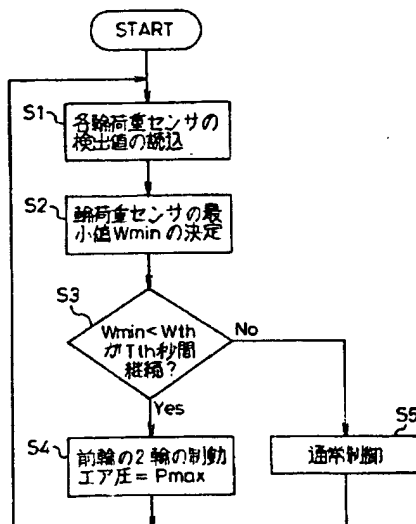 START
S1
各輪荷重センサの
検出値の読込
S2
輪荷重センサの最
小値Wminの決定
S3
Wmin<Wth
がTth秒間
継続?
No
Yes
S4
前輪の2輪の制動
エア圧=Pmax
S5
通常制御